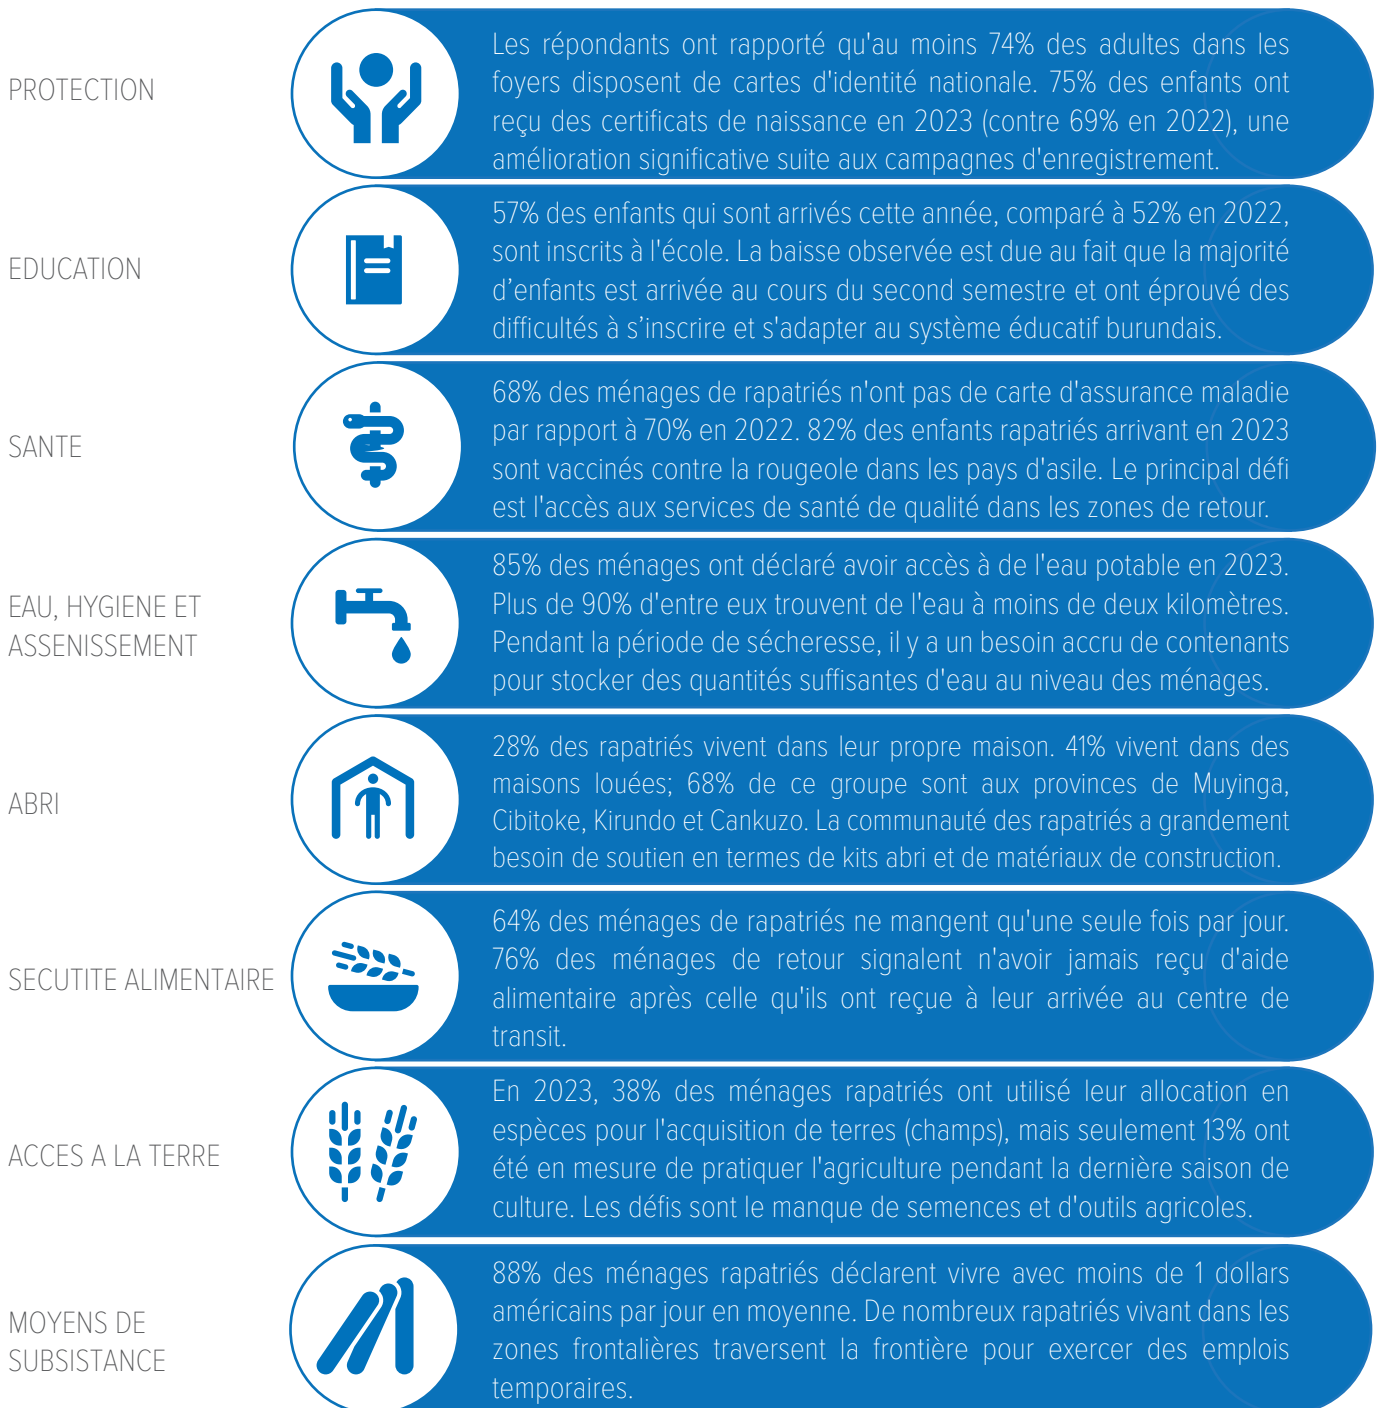 PROTECTION
Les répondants ont rapporté qu'au moins 74% des adultes dans les
foyers disposent de cartes d'identité nationale. 75% des enfants ont
reçu des certificats de naissance en 2023 (contre 69% en 2022), une
amélioration significative suite aux campagnes d'enregistrement.
EDUCATION
57% des enfants qui sont arrivés cette année, comparé à 52% en 2022,
sont inscrits à l'école. La baisse observée est due au fait que la majorité
d’enfants est arrivée au cours du second semestre et ont éprouvé des
difficultés à s’inscrire et s'adapter au système éducatif burundais.
SANTE
68% des ménages de rapatriés n'ont pas de carte d'assurance maladie
par rapport à 70% en 2022. 82% des enfants rapatriés arrivant en 2023
sont vaccinés contre la rougeole dans les pays d'asile. Le principal défi
est l'accès aux services de santé de qualité dans les zones de retour.
EAU, HYGIENE ET
ASSENISSEMENT
85% des ménages ont déclaré avoir accès à de l'eau potable en 2023.
Plus de 90% d'entre eux trouvent de l'eau à moins de deux kilomètres.
Pendant la période de sécheresse, il y a un besoin accru de contenants
pour stocker des quantités suffisantes d'eau au niveau des ménages.
ABRI
28% des rapatriés vivent dans leur propre maison. 41% vivent dans des
maisons louées; 68% de ce groupe sont aux provinces de Muyinga,
Cibitoke, Kirundo et Cankuzo. La communauté des rapatriés a grandement
besoin de soutien en termes de kits abri et de matériaux de construction.
SECUTITE ALIMENTAIRE
64% des ménages de rapatriés ne mangent qu'une seule fois par jour.
76% des ménages de retour signalent n'avoir jamais reçu d'aide
alimentaire après celle qu'ils ont reçue à leur arrivée au centre de
transit.
ACCES A LA TERRE
En 2023, 38% des ménages rapatriés ont utilisé leur allocation en
espèces pour l'acquisition de terres (champs), mais seulement 13% ont
été en mesure de pratiquer l'agriculture pendant la dernière saison de
culture. Les défis sont le manque de semences et d'outils agricoles.
MOYENS DE
SUBSISTANCE
88% des ménages rapatriés déclarent vivre avec moins de 1 dollars
américains par jour en moyenne. De nombreux rapatriés vivant dans les
zones frontalières traversent la frontière pour exercer des emplois
temporaires.